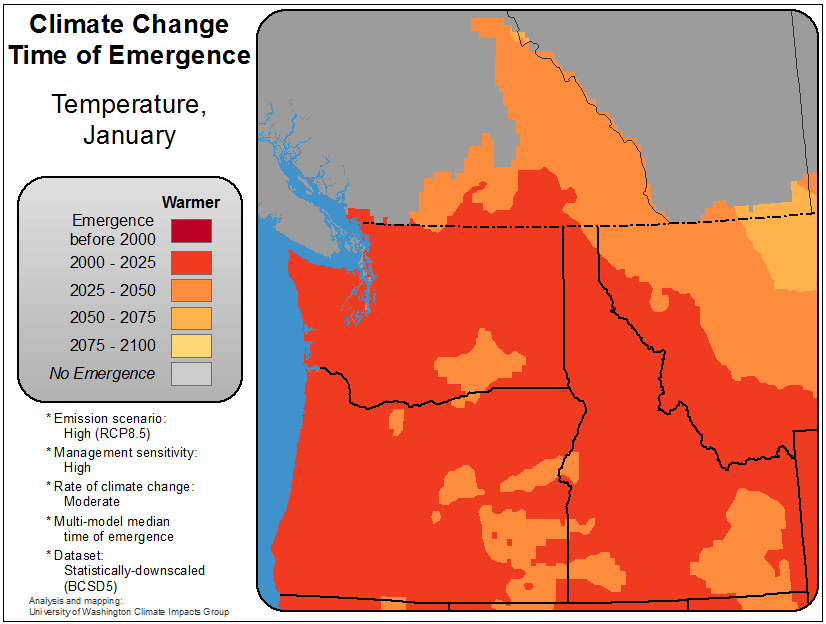 Climate Change
Time of Emergence
Temperature,
January
Warmer
Emergence
before 2000
2000 - 2025
2025 - 2050
2050 - 2075
2075 - 2100
No Emergence
* Emission scenario:
High (RCP8.5)
* Management sensitivity:
High
* Rate of climate change:
Moderate
* Multi-model median
time of emergence
* Dataset:
Statistically-downscaled
(BCSD5)
Analysis and mapping:
University of Washington Climate Impacts Group